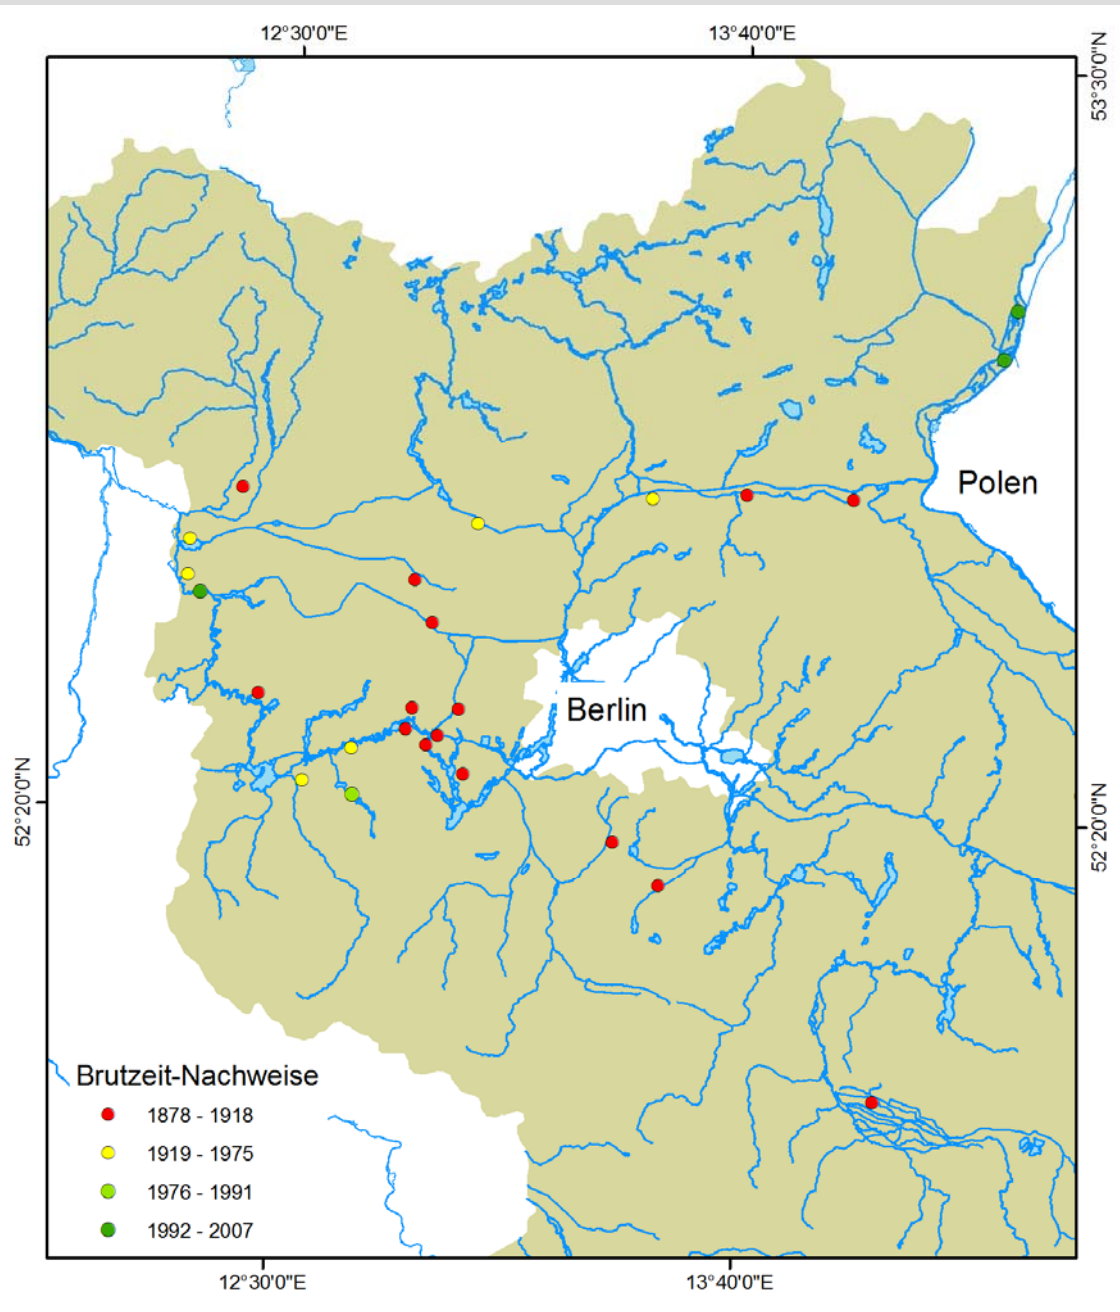 12°30'0"E 13°40'0"E
53°30'0"N
Polen
Berlin
52°20'0"N 52°20'0"N
Brutzeit-Nachweise
1878 - 1918
1919 - 1975
1976 - 1991
1992 - 2007
12°30'0"E 13°40'0"E